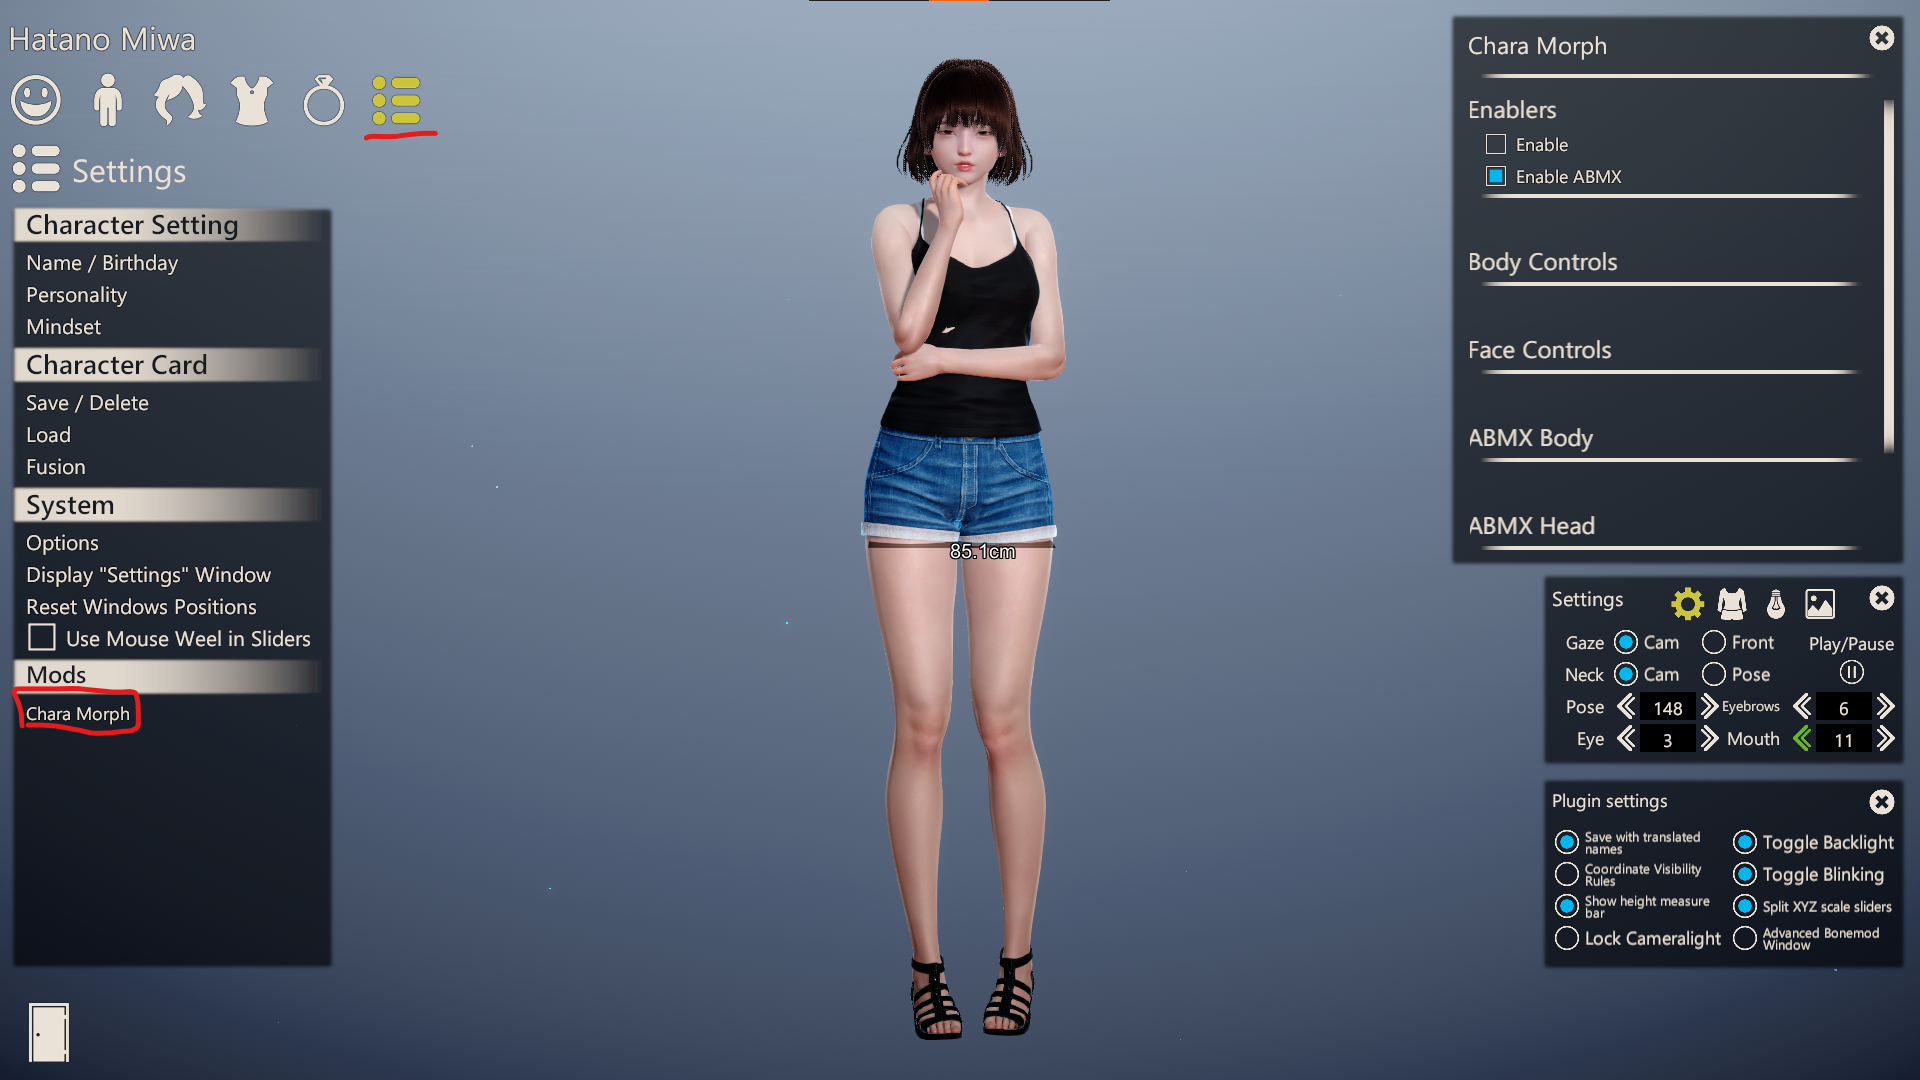 Hatano Miwa
Settings
Character Setting
Name / Birthday
Personality
Mindset
Character Card
Save / Delete
Load
Fusion
System
Options
Display "Settings" Window
Reset Windows Positions
Use Mouse Weel in Sliders
Mods
Chara Morph
85.1cm
Chara Morph
Enablers
Enable
Enable ABMX
Body Controls
Face Controls
ABMX Body
ABMX Head
Settings
Gaze Cam Front Play/Pause
Neck Cam Pose
Pose 148 Eyebrows 6
Eye 3 Mouth 11
Plugin settings
Save with translated
names
Toggle Backlight
Coordinate Visibility
Rules
Toggle Blinking
Show height measure
bar
Split XYZ scale sliders
Lock Cameralight
Advanced Bonemod
Window